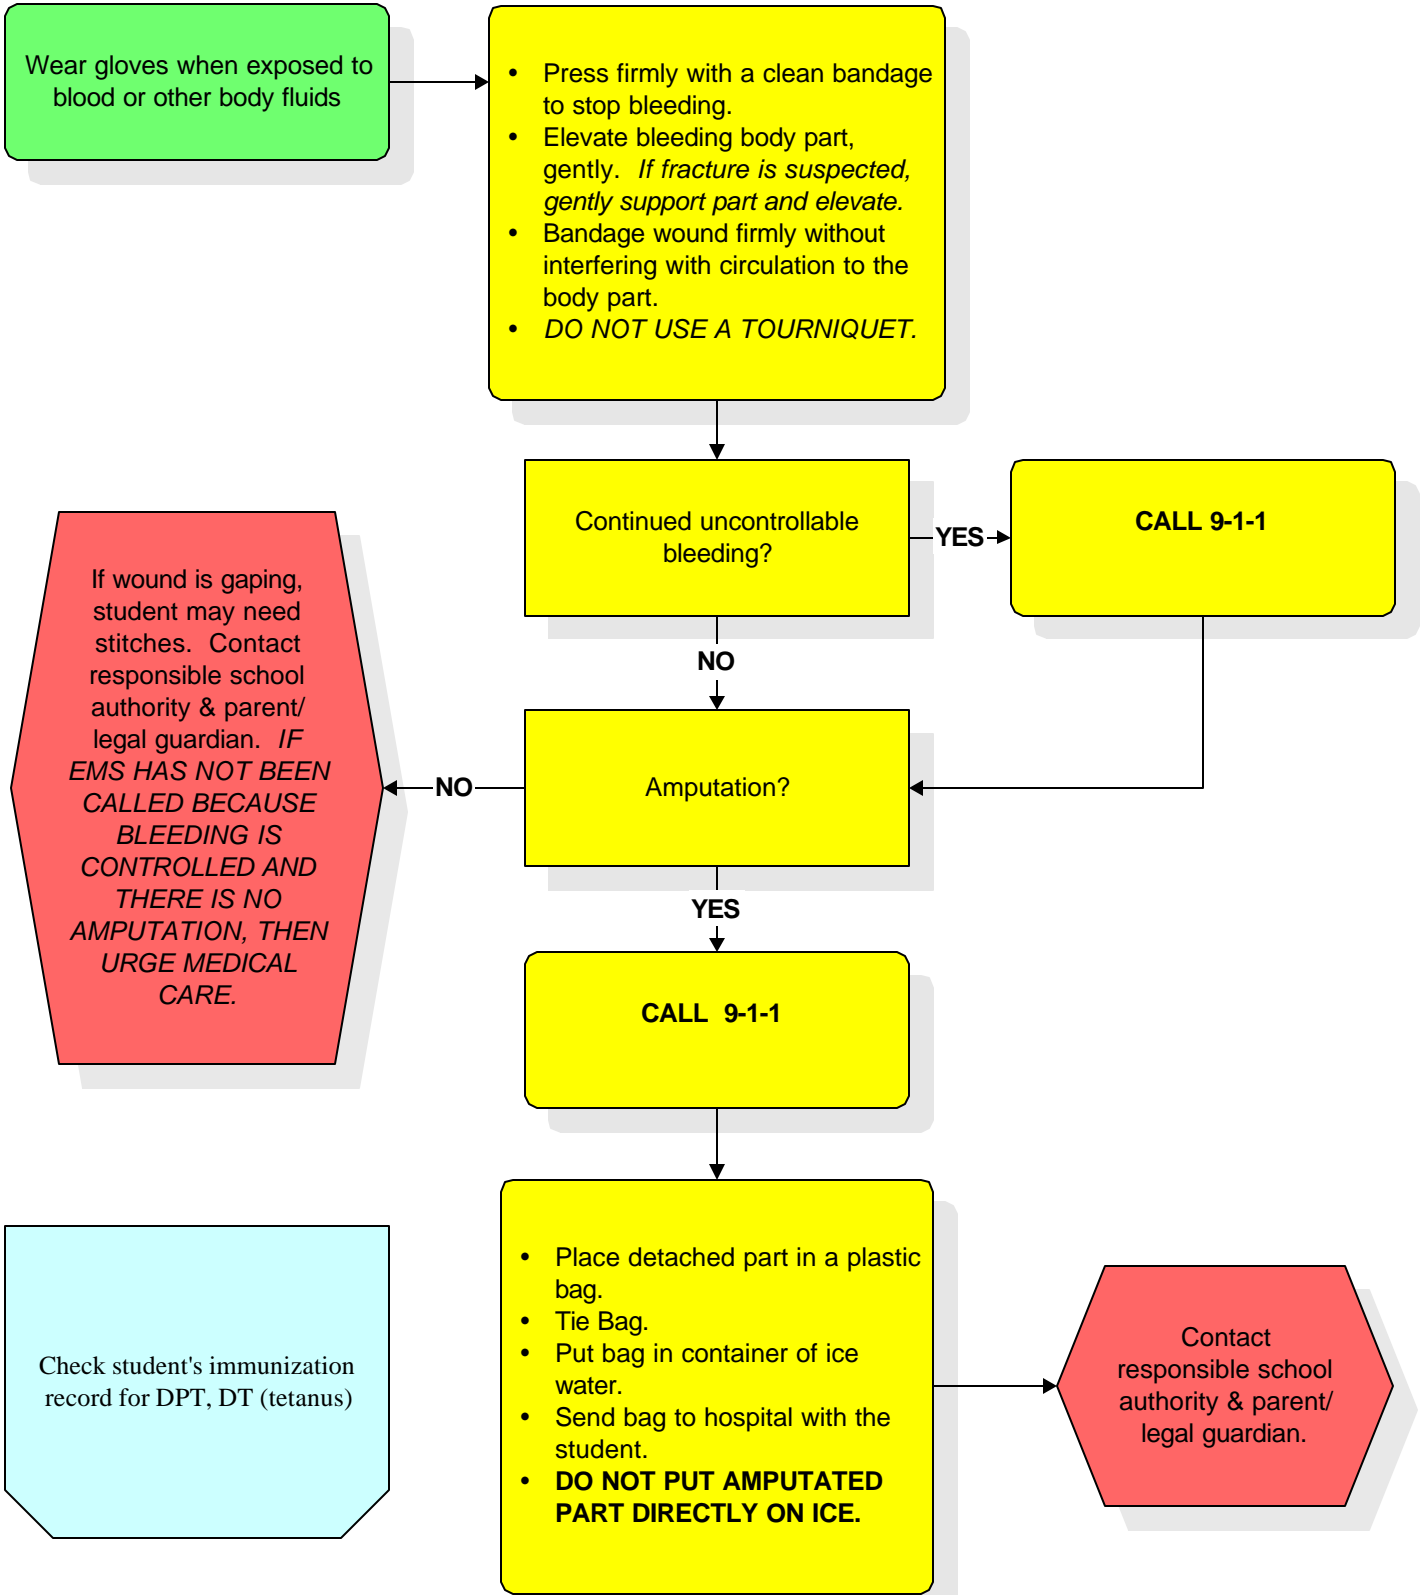 Wear gloves when exposed to
blood or other body fluids
• Press firmly with a clean bandage
to stop bleeding.
• Elevate bleeding body part,
gently. If fracture is suspected,
gently support part and elevate.
• Bandage wound firmly without
interfering with circulation to the
body part.
• DO NOT USE A TOURNIQUET.
Continued uncontrollable
bleeding?
YES
CALL 9-1-1
NO
Amputation?
NO
If wound is gaping,
student may need
stitches. Contact
responsible school
authority & parent/
legal guardian. IF
EMS HAS NOT BEEN
CALLED BECAUSE
BLEEDING IS
CONTROLLED AND
THERE IS NO
AMPUTATION, THEN
URGE MEDICAL
CARE.
YES
CALL 9-1-1
• Place detached part in a plastic
bag.
• Tie Bag.
• Put bag in container of ice
water.
• Send bag to hospital with the
student.
• DO NOT PUT AMPUTATED
PART DIRECTLY ON ICE.
Contact
responsible school
authority & parent/
legal guardian.
Check student's immunization
record for DPT, DT (tetanus)